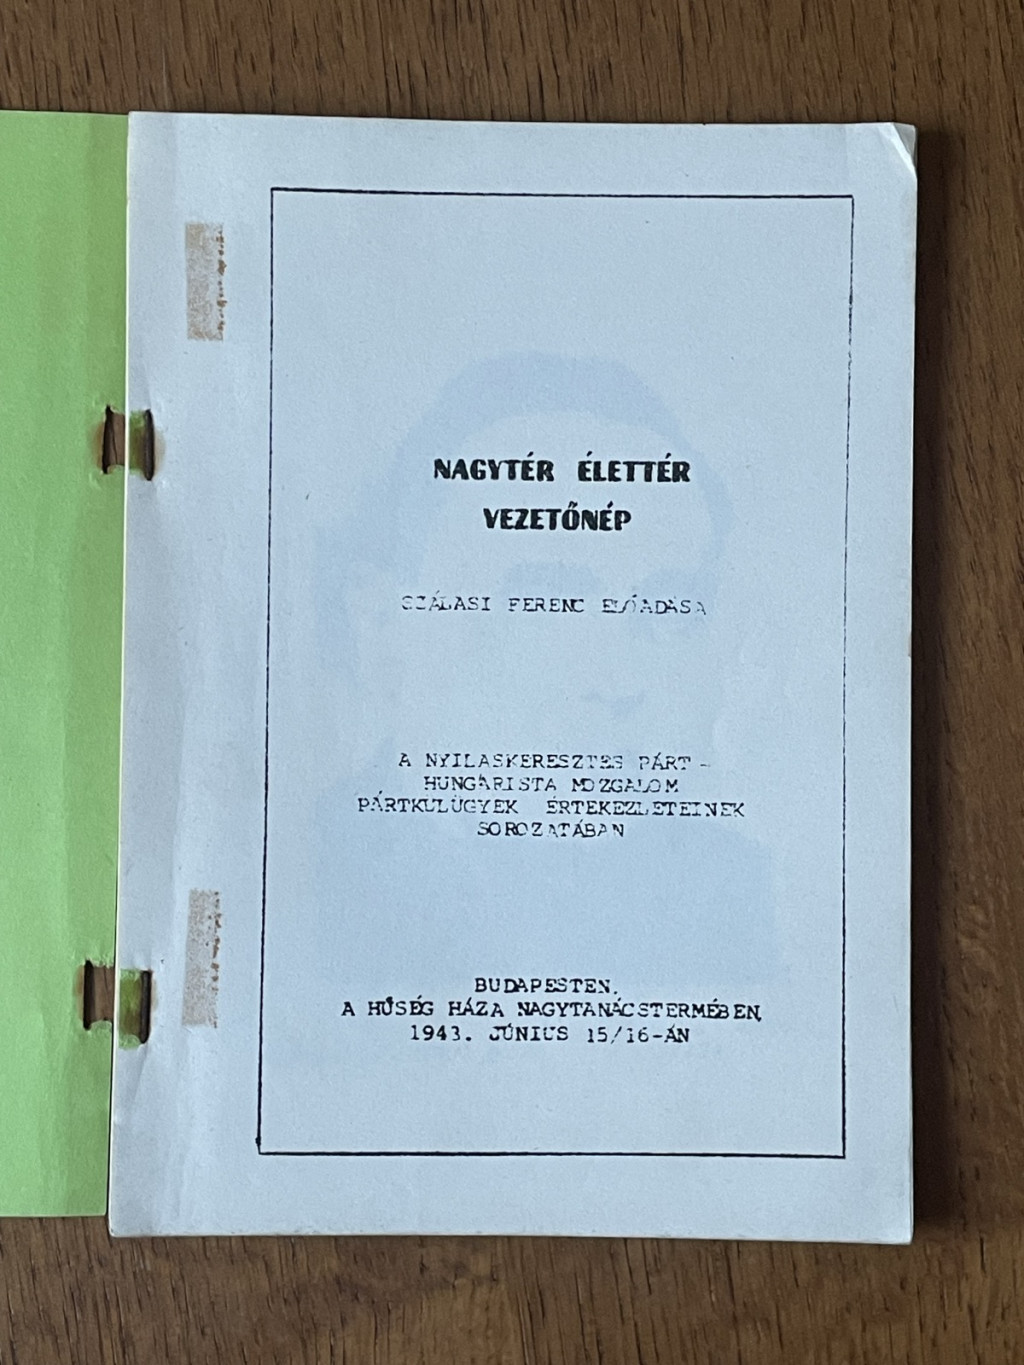 NAGYTÉR ÉLETTÉR
VEZETŐNÉP
SZÁLASI FERENC ELŐADÁSA
A NYILASKERESZTES PÁRT -
HUNGARISTA MOZGALOM
PÁRTKÜLÜGYEK ÉRTEKEZLETEINEK
SOROZATÁBAN
BUDAPESTEN,
A HŰSÉG HÁZA NAGYTANÁCSTERMÉBEN,
1943. JÚNIUS 15/16-ÁN